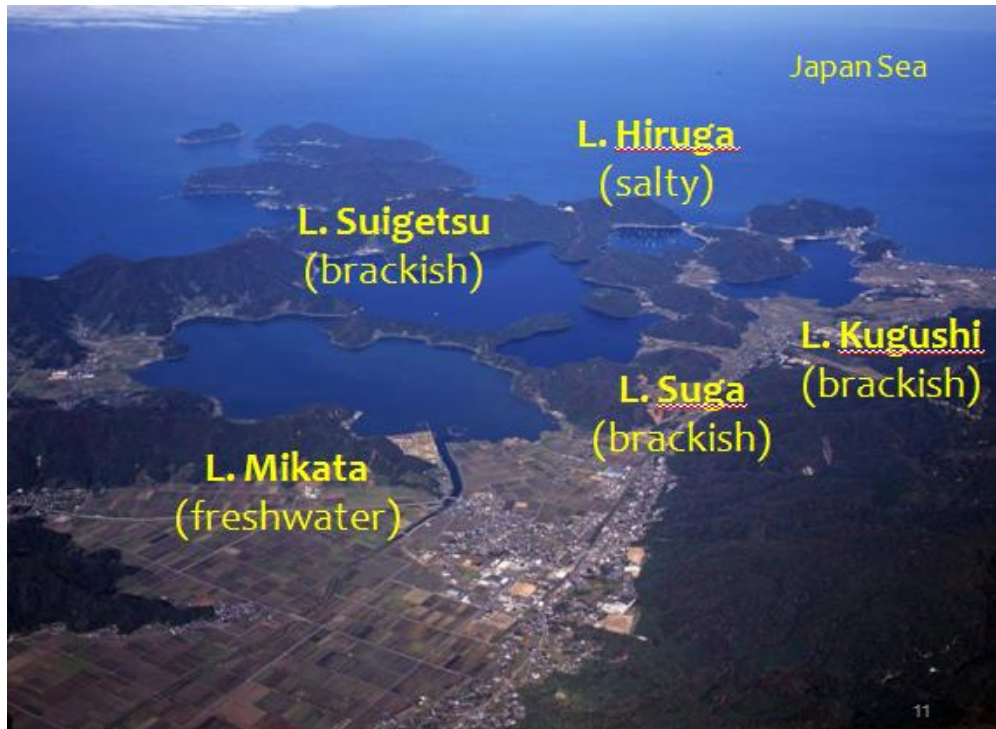 Japan Sea
L. Hiruga
(salty)
L. Suigetsu
(brackish)
L. Kugushi
(brackish)
L. Suga
(brackish)
L. Mikata
(freshwater)
11